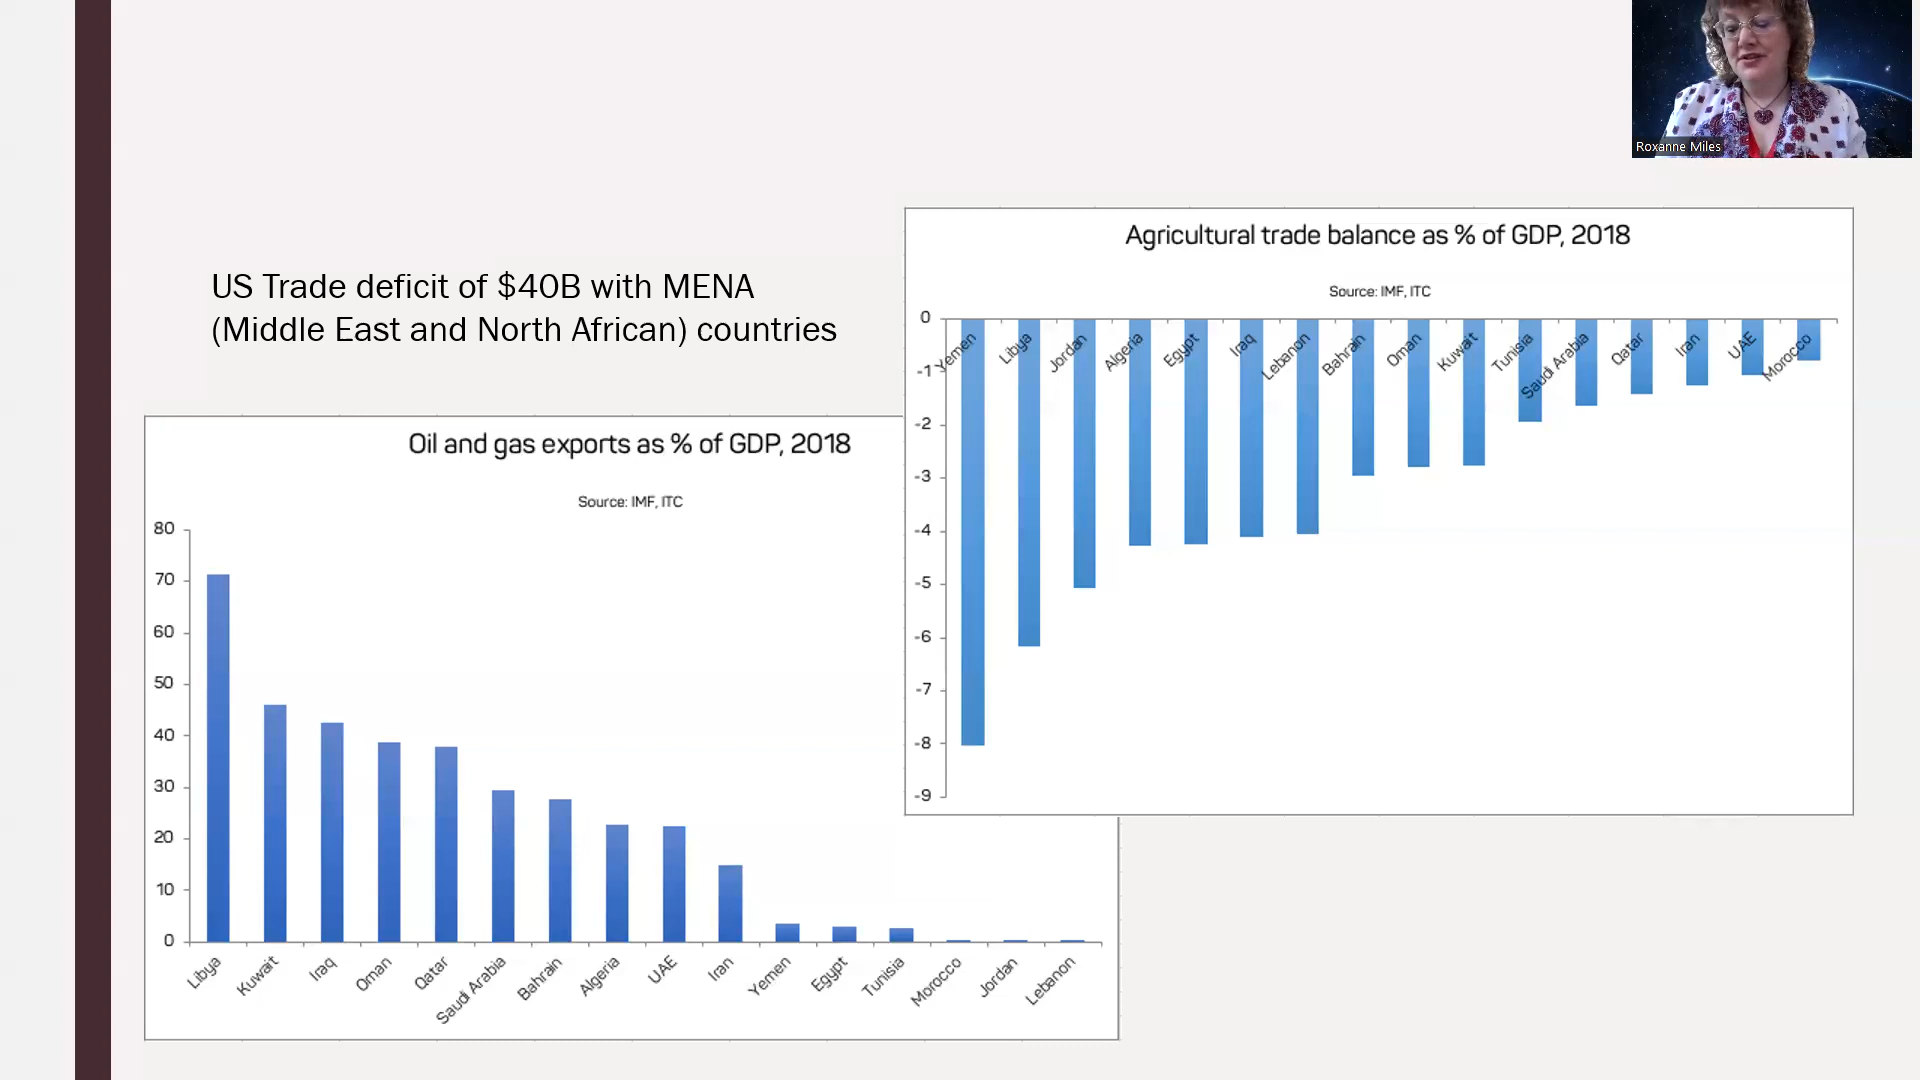 Roxanne Miles
US Trade deficit of $40B with MENA
(Middle East and North African) countries
Agricultural trade balance as % of GDP, 2018
Source: IMF, ITC
0
-1
-2
-3
-4
-5
-6
-7
-8
-9
Yemen
Libya
Jordan
Algeria
Egypt
Iraq
Lebanon
Bahrain
Oman
Kuwait
Tunisia
Saudi Arabia
Qatar
Iran
UAE
Morocco
Oil and gas exports as % of GDP, 2018
Source: IMF, ITC
80
70
60
50
40
30
20
10
0
Libya
Kuwait
Iraq
Oman
Qatar
Saudi Arabia
Bahrain
Algeria
UAE
Iran
Yemen
Egypt
Tunisia
Morocco
Jordan
Lebanon